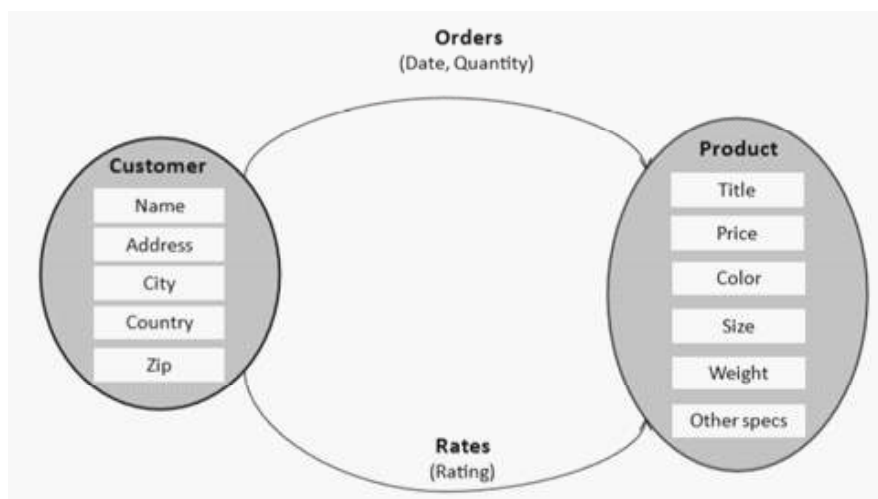 Orders
(Date, Quantity)
Customer
Name
Address
City
Country
Zip
Product
Title
Price
Color
Size
Weight
Other specs
Rates
(Rating)